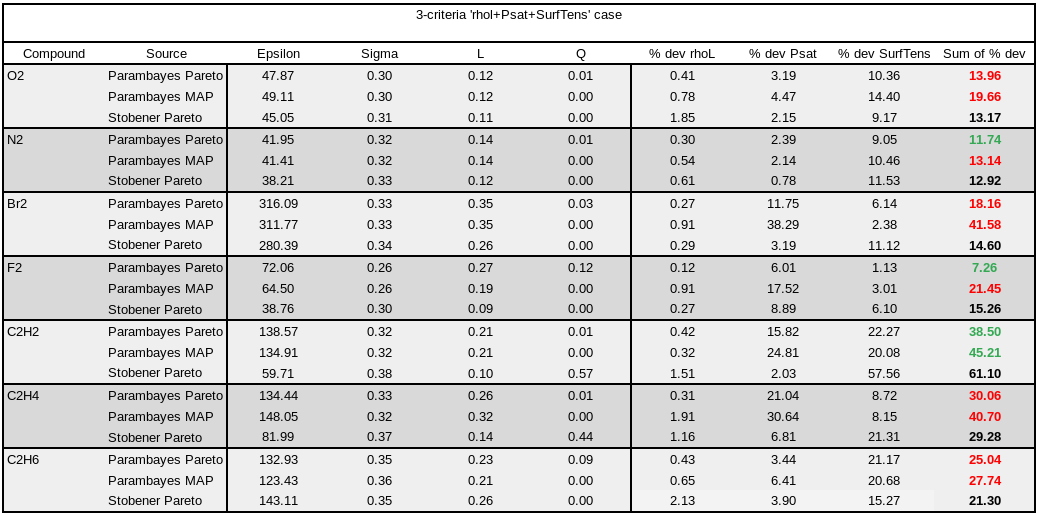 3-criteria 'rhol+Psat+SurfTens' case
Compound Source Epsilon Sigma L Q % dev rhoL % dev Psat % dev SurfTens Sum of % dev
O2 Parambayes Pareto 47.87 0.30 0.12 0.01 0.41 3.19 10.36 13.96
Parambayes MAP 49.11 0.30 0.12 0.00 0.78 4.47 14.40 19.66
Stobener Pareto 45.05 0.31 0.11 0.00 1.85 2.15 9.17 13.17
N2 Parambayes Pareto 41.95 0.32 0.14 0.01 0.30 2.39 9.05 11.74
Parambayes MAP 41.41 0.32 0.14 0.00 0.54 2.14 10.46 13.14
Stobener Pareto 38.21 0.33 0.12 0.00 0.61 0.78 11.53 12.92
Br2 Parambayes Pareto 316.09 0.33 0.35 0.03 0.27 11.75 6.14 18.16
Parambayes MAP 311.77 0.33 0.35 0.00 0.91 38.29 2.38 41.58
Stobener Pareto 280.39 0.34 0.26 0.00 0.29 3.19 11.12 14.60
F2 Parambayes Pareto 72.06 0.26 0.27 0.12 0.12 6.01 1.13 7.26
Parambayes MAP 64.50 0.26 0.19 0.00 0.91 17.52 3.01 21.45
Stobener Pareto 38.76 0.30 0.09 0.00 0.27 8.89 6.10 15.26
C2H2 Parambayes Pareto 138.57 0.32 0.21 0.01 0.42 15.82 22.27 38.50
Parambayes MAP 134.91 0.32 0.21 0.00 0.32 24.81 20.08 45.21
Stobener Pareto 59.71 0.38 0.10 0.57 1.51 2.03 57.56 61.10
C2H4 Parambayes Pareto 134.44 0.33 0.26 0.01 0.31 21.04 8.72 30.06
Parambayes MAP 148.05 0.32 0.32 0.00 1.91 30.64 8.15 40.70
Stobener Pareto 81.99 0.37 0.14 0.44 1.16 6.81 21.31 29.28
C2H6 Parambayes Pareto 132.93 0.35 0.23 0.09 0.43 3.44 21.17 25.04
Parambayes MAP 123.43 0.36 0.21 0.00 0.65 6.41 20.68 27.74
Stobener Pareto 143.11 0.35 0.26 0.00 2.13 3.90 15.27 21.30